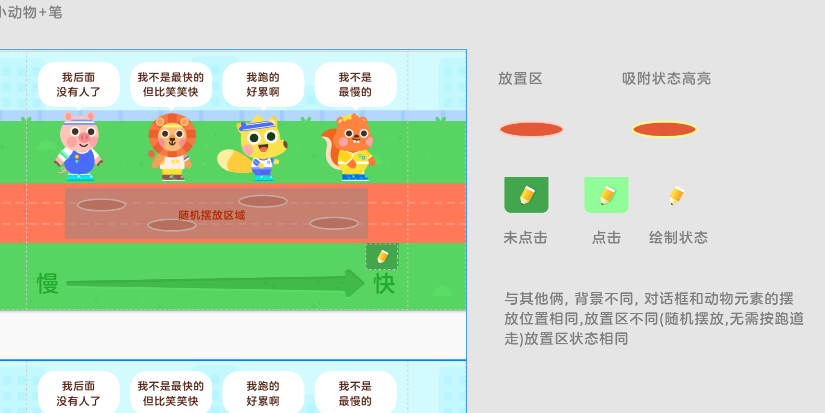 小动物+笔
我后面
没有人了
我不是最快的
但比笑笑快
我跑的
好累啊
我不是
最慢的
随机摆放区域
慢
快
放置区
吸附状态高亮
未点击
点击
绘制状态
与其他俩, 背景不同, 对话框和动物元素的摆
放位置相同,放置区不同(随机摆放,无需按跑道
走)放置区状态相同
我后面
没有人了
我不是最快的
但比笑笑快
我跑的
好累啊
我不是
最慢的